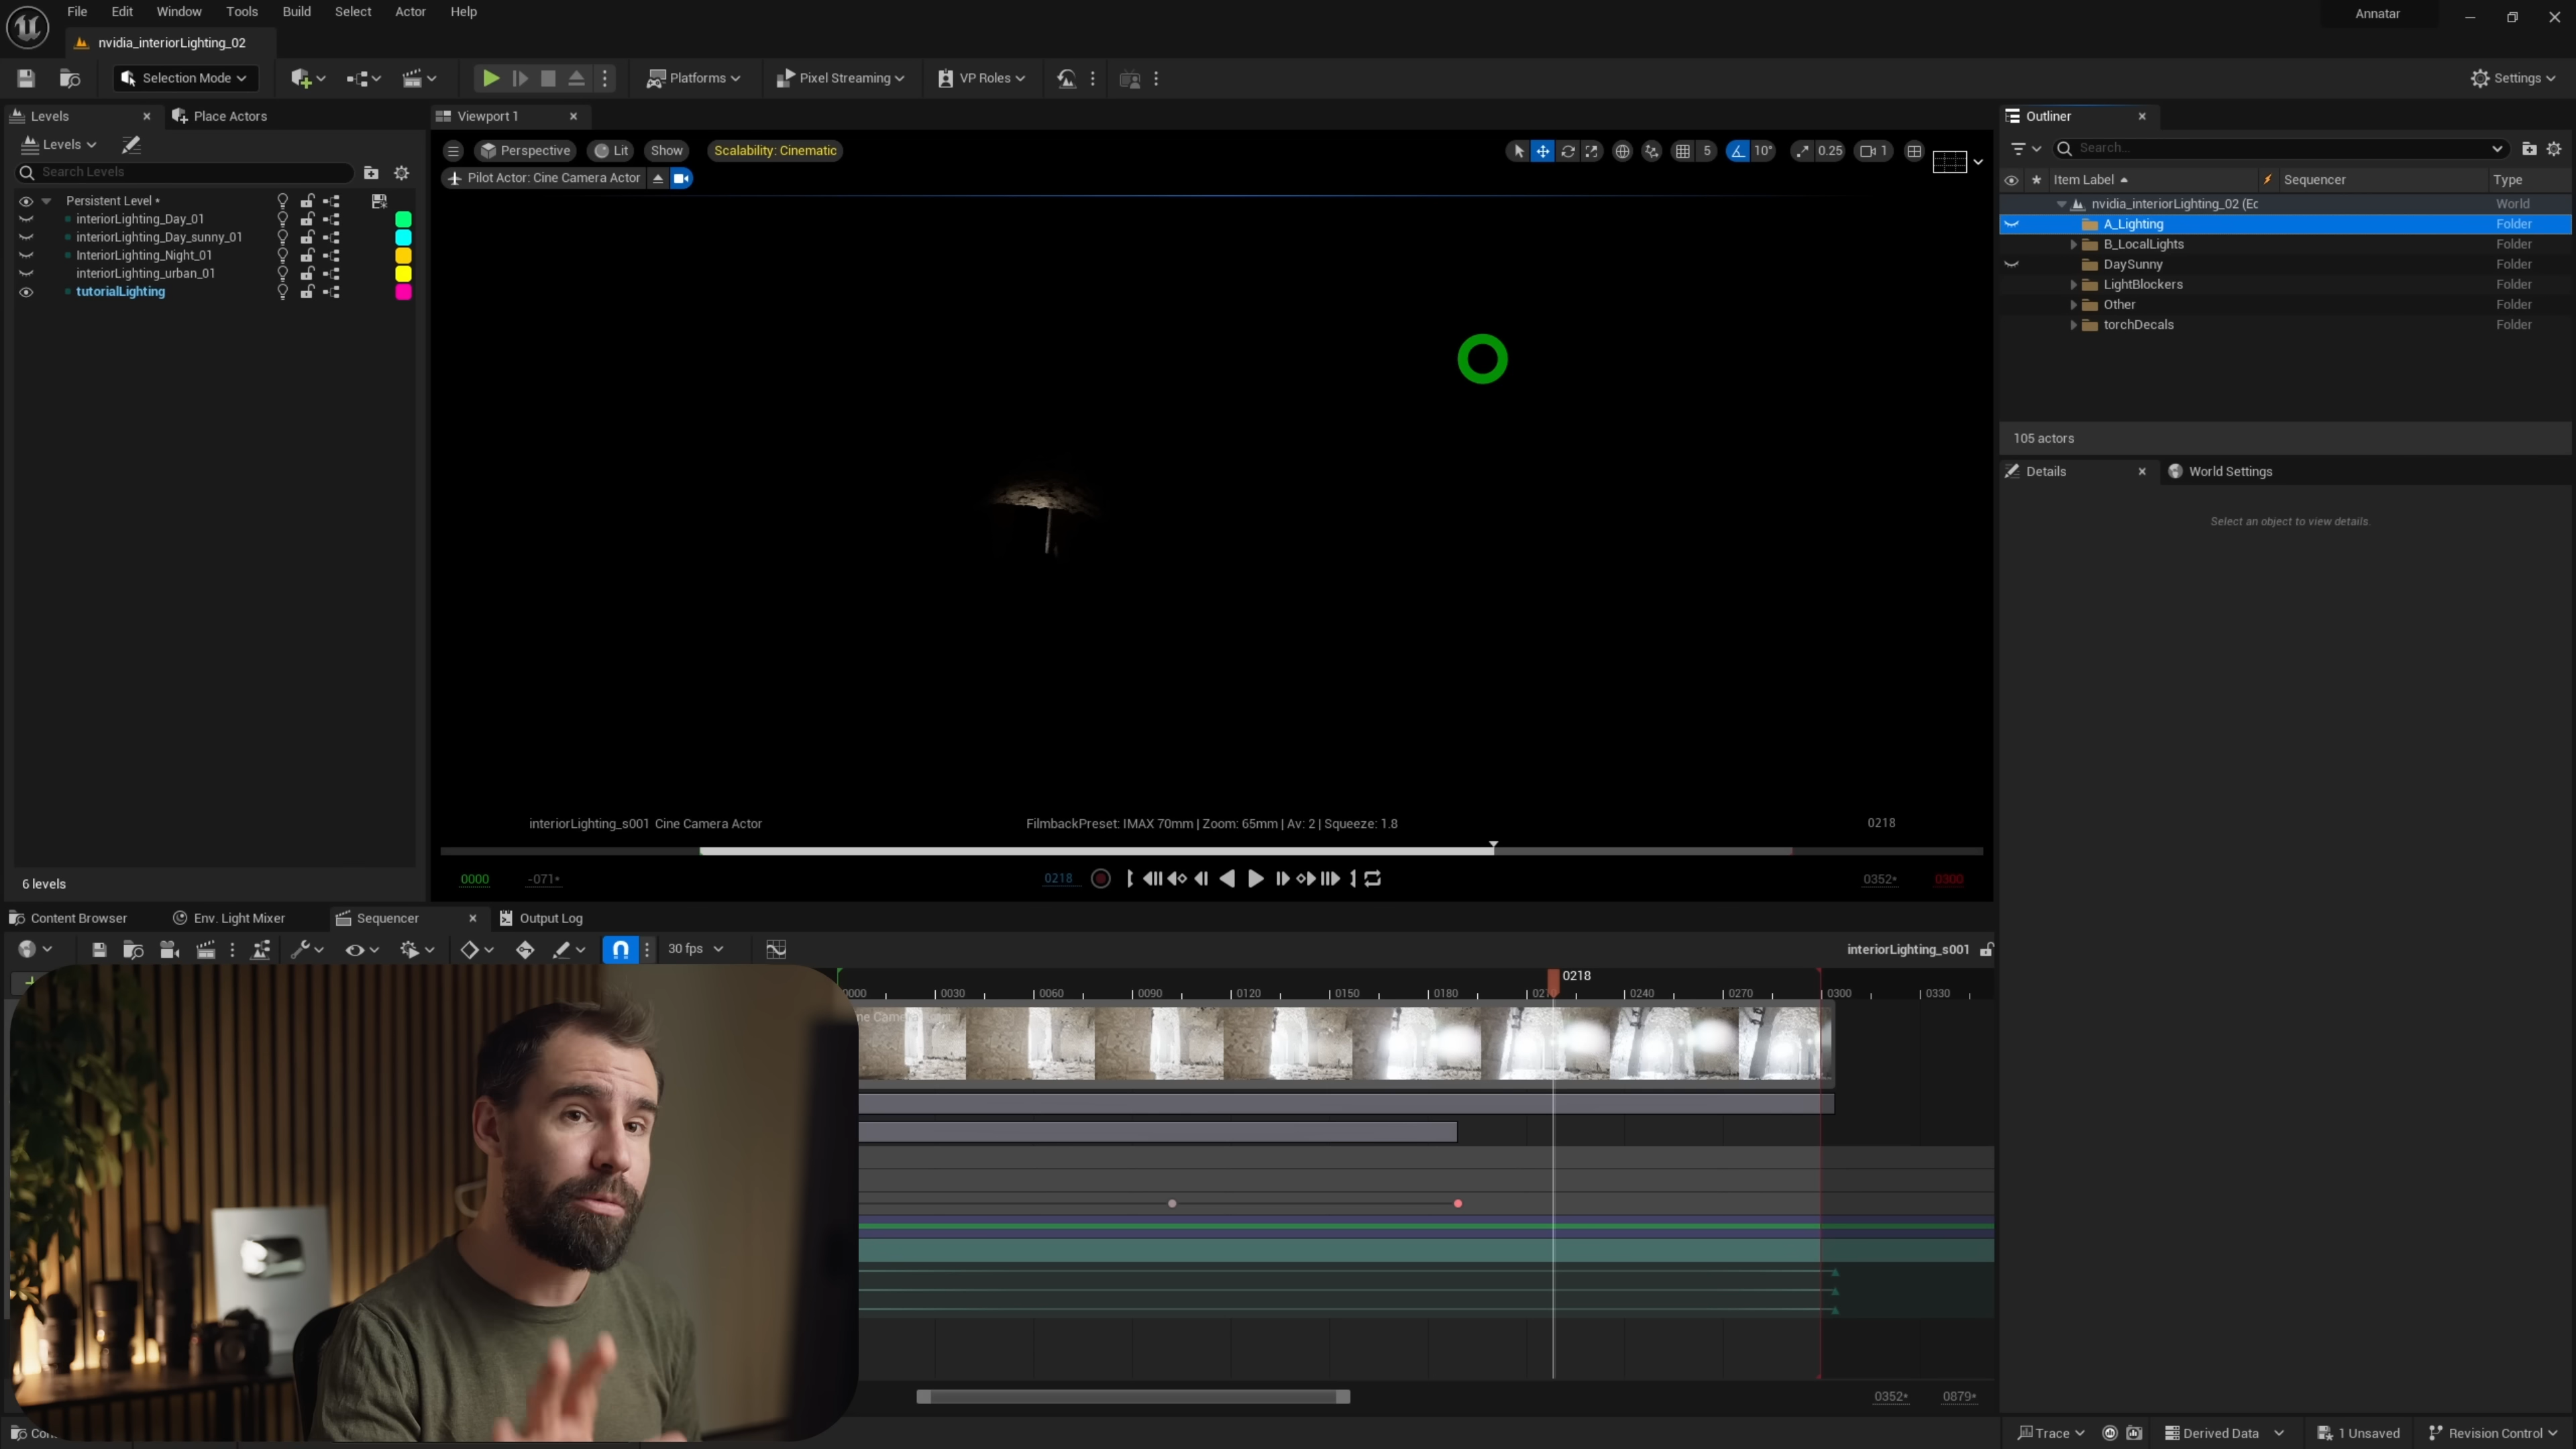 File Edit Window Tools Build Select Actor Help
Annatar
nvidia_interiorLighting_02
Selection Mode
Platforms
Pixel Streaming
VP Roles
Settings
Levels
Place Actors
Viewport 1
Outliner
Levels
Perspective
Lit
Show
Scalability: Cinematic
5
10°
0.25
1
Search...
Search Levels
Pilot Actor: Cine Camera Actor
Item Label
Sequencer
Type
Persistent Level
nvidia_interiorLighting_02 (Ec
World
interiorLighting_Day_01
A_Lighting
Folder
interiorLighting_Day_sunny_01
B_LocalLights
Folder
InteriorLighting_Night_01
DaySunny
Folder
interiorLighting_urban_01
LightBlockers
Folder
tutorialLighting
Other
Folder
torchDecals
Folder
105 actors
Details
World Settings
Select an object to view details.
interiorLighting_s001 Cine Camera Actor
FilmbackPreset: IMAX 70mm | Zoom: 65mm | Av: 2 | Squeeze: 1.8
0218
6 levels
0000
-071*
0218
0352*
0300
Content Browser
Env. Light Mixer
Sequencer
Output Log
30 fps
interiorLighting_s001
0218
0000 0030 0060 0090 0120 0150 0180 0240 0270 0300 0330
0352*
0879*
Trace
Derived Data
1 Unsaved
Revision Control